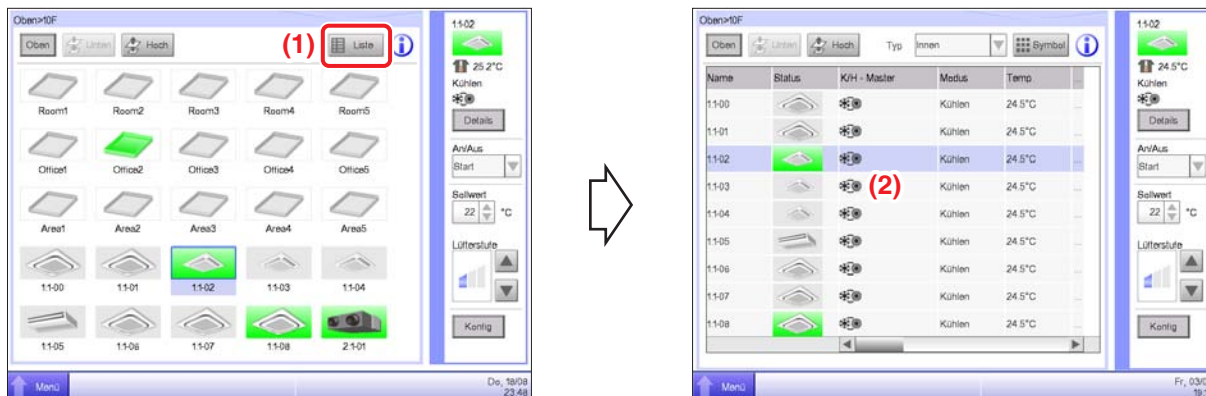 Oben>10F
Oben Unten Hoch (1) Liste
Room1 Room2 Room3 Room4 Room5
Office1 Office2 Office3 Office4 Office5
Area1 Area2 Area3 Area4 Area5
1:1-00 1:1-01 1:1-02 1:1-03 1:1-04
1:1-05 1:1-06 1:1-07 1:1-08 2:1-01
1:1-02
25.2°C
Kühlen
Details
An/Aus
Start
Sollwert
22 °C
Lüfterstufe
Konfig
Menü
Do, 18/08
23:48
Oben>10F
Oben Unten Hoch Typ Innen Symbol
Name Status K/H - Master Modus Temp ...
1:1-00 Kühlen 24.5°C ...
1:1-01 Kühlen 24.5°C ...
1:1-02 Kühlen 24.5°C ...
1:1-03 (2) Kühlen 24.5°C ...
1:1-04 Kühlen 24.5°C ...
1:1-05 Kühlen 24.5°C ...
1:1-06 Kühlen 24.5°C ...
1:1-07 Kühlen 24.5°C ...
1:1-08 Kühlen 24.5°C ...
1:1-02
24.5°C
Kühlen
Details
An/Aus
Start
Sollwert
22 °C
Lüfterstufe
Konfig
Menü
Fr, 03/